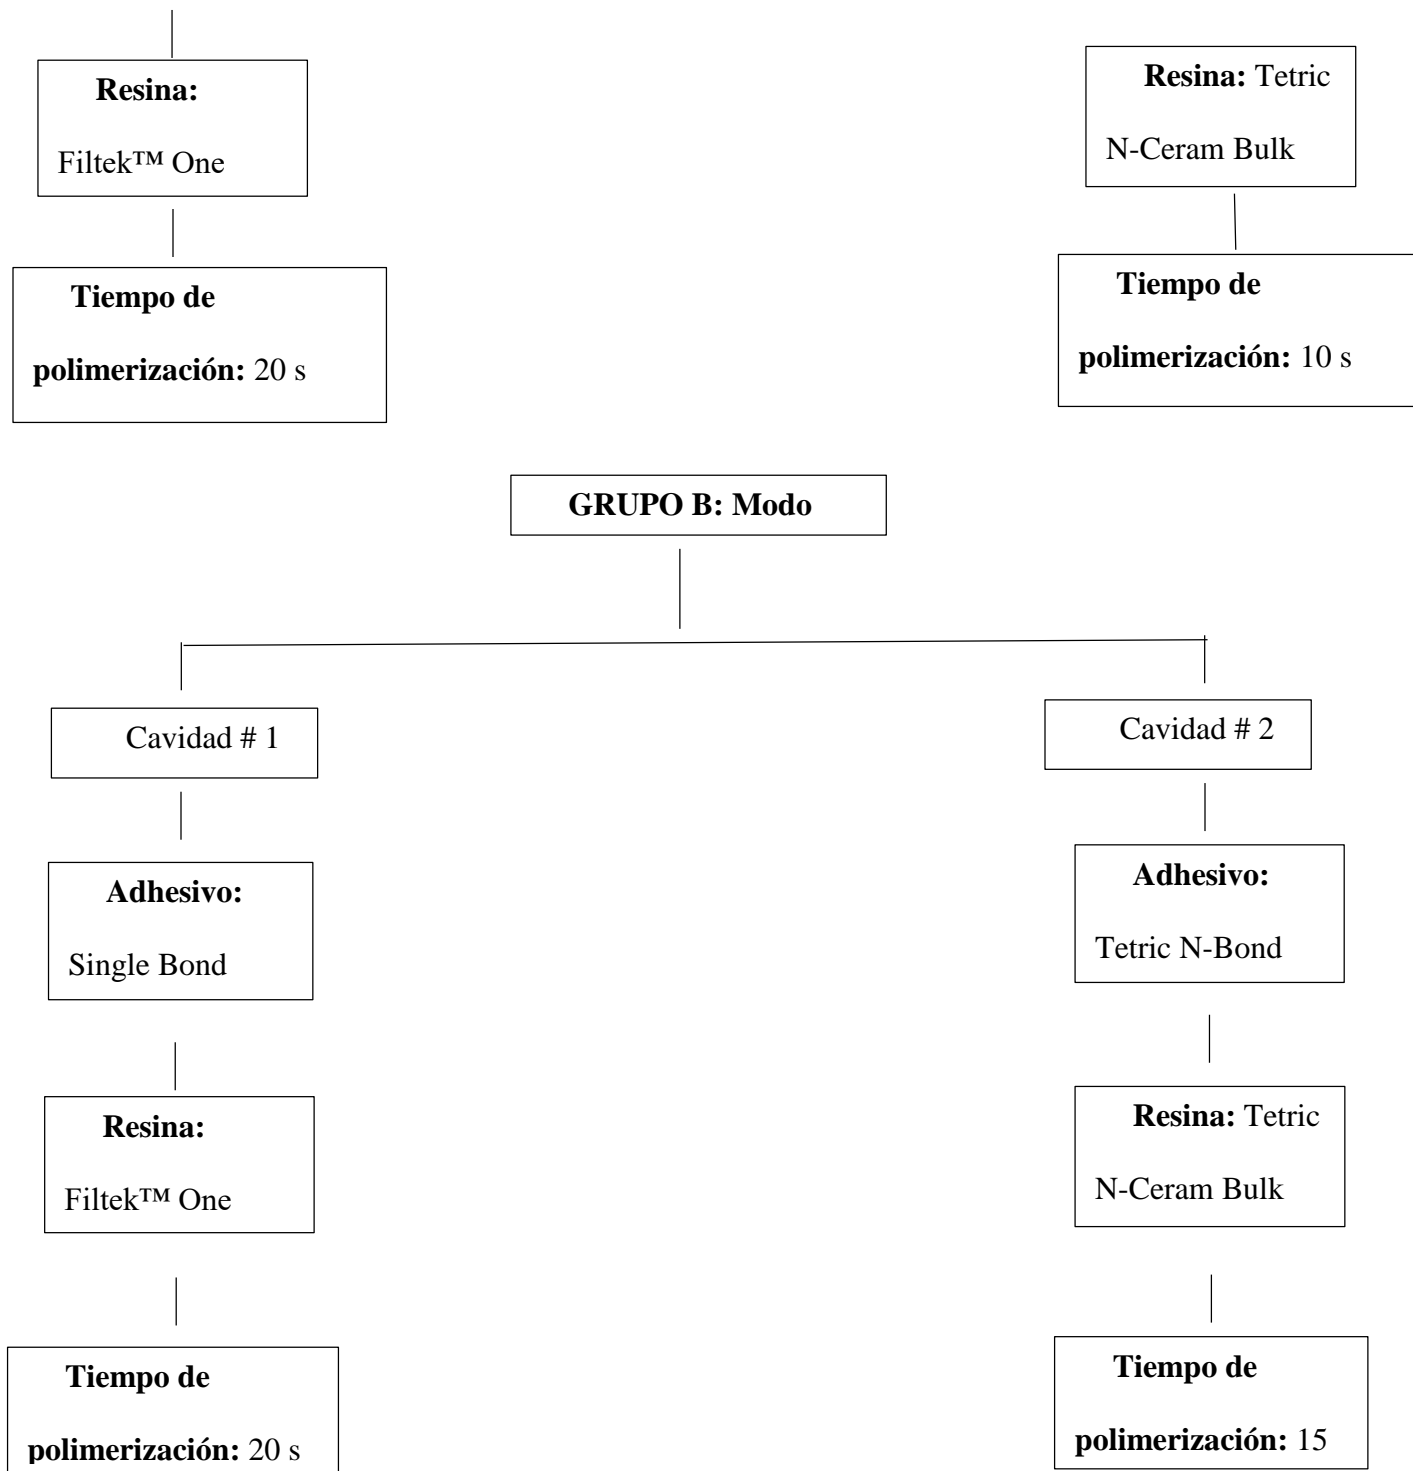 Resina:
Filtek™ One
Resina: Tetric
N-Ceram Bulk
Tiempo de
polimerización: 20 s
Tiempo de
polimerización: 10 s
GRUPO B: Modo
Cavidad # 1
Cavidad # 2
Adhesivo:
Single Bond
Adhesivo:
Tetric N-Bond
Resina:
Filtek™ One
Resina: Tetric
N-Ceram Bulk
Tiempo de
polimerización: 20 s
Tiempo de
polimerización: 15